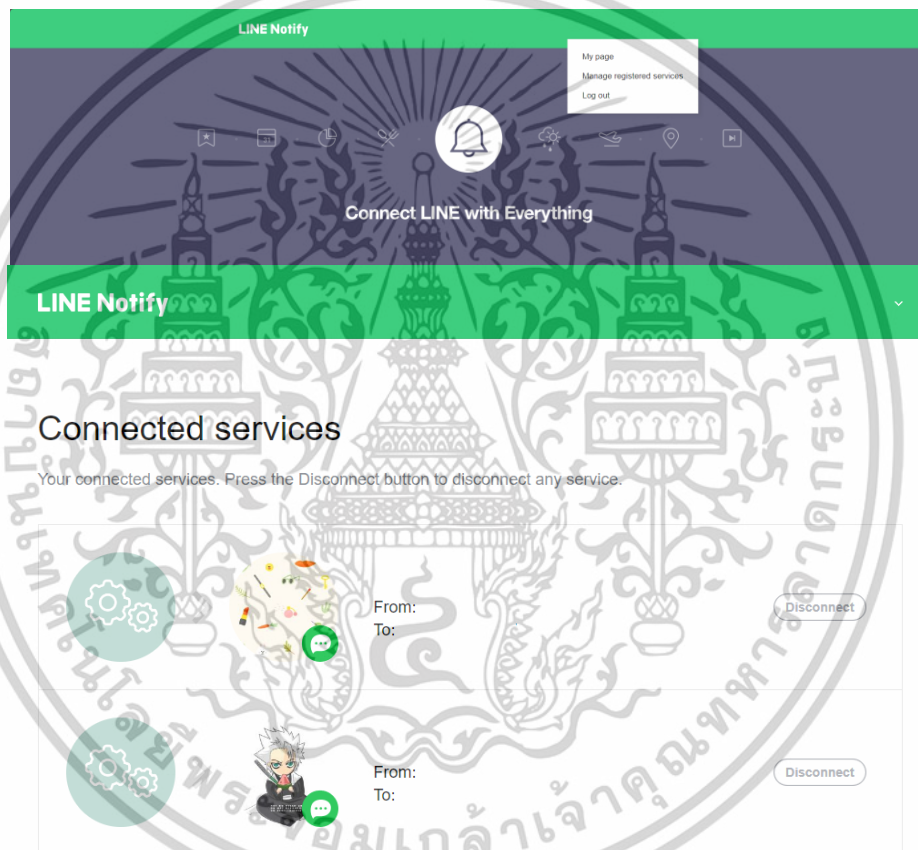 LINE Notify
My page
Manage registered services
Log out
31
Connect LINE with Everything
LINE Notify
Connected services
Your connected services. Press the Disconnect button to disconnect any service.
From:
To:
Disconnect
From:
To:
Disconnect